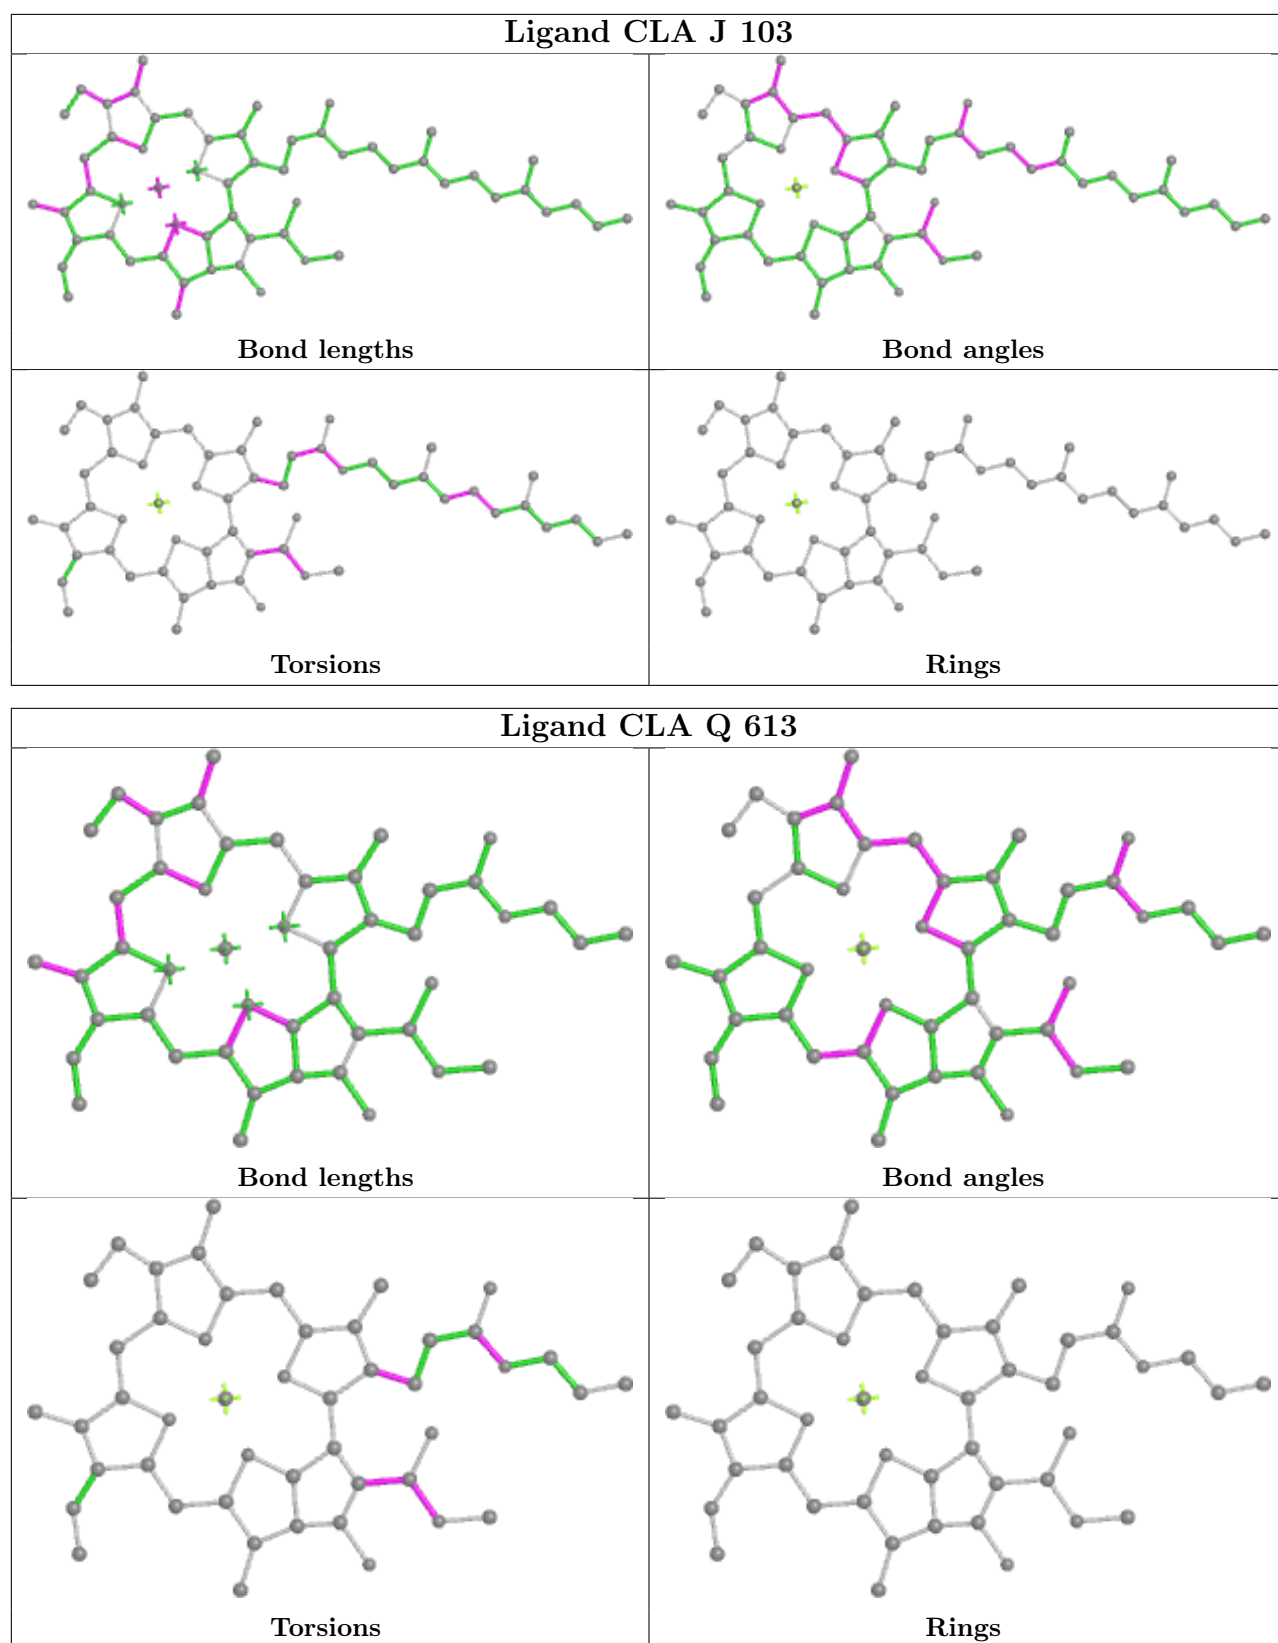 Ligand CLA J 103
Bond lengths
Bond angles
Torsions
Rings
Ligand CLA Q 613
Bond lengths
Bond angles
Torsions
Rings